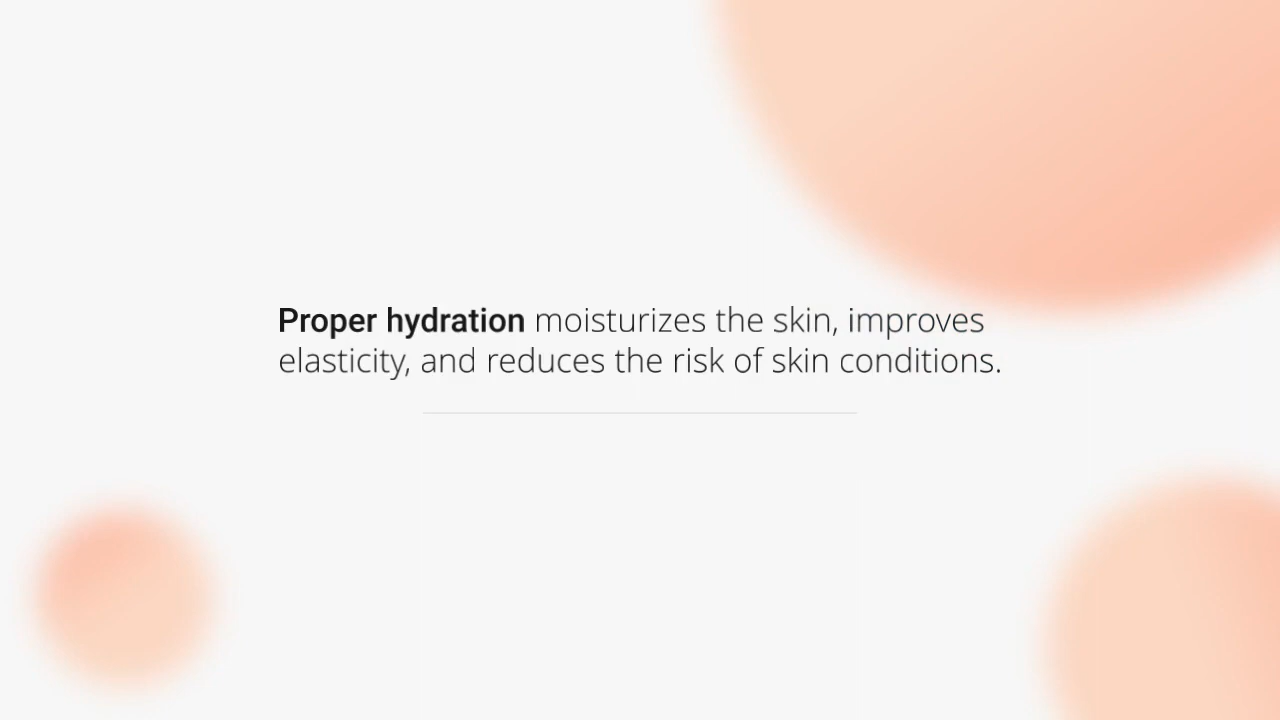 Proper hydration moisturizes the skin, improves
elasticity, and reduces the risk of skin conditions.